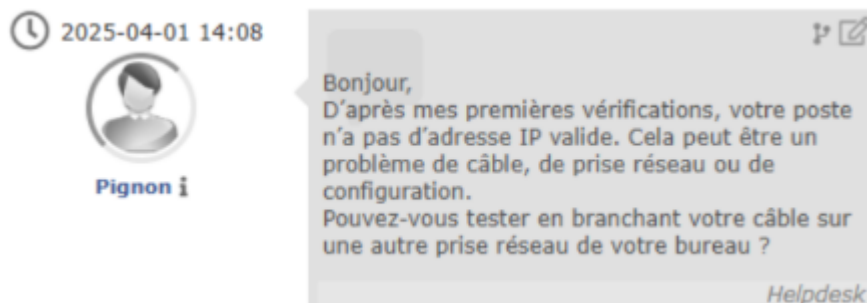 2025-04-01 14:08
Pignon
Bonjour,
D'après mes premières vérifications, votre poste
n'a pas d'adresse IP valide. Cela peut être un
problème de câble, de prise réseau ou de
configuration.
Pouvez-vous tester en branchant votre câble sur
une autre prise réseau de votre bureau ?
Helpdesk